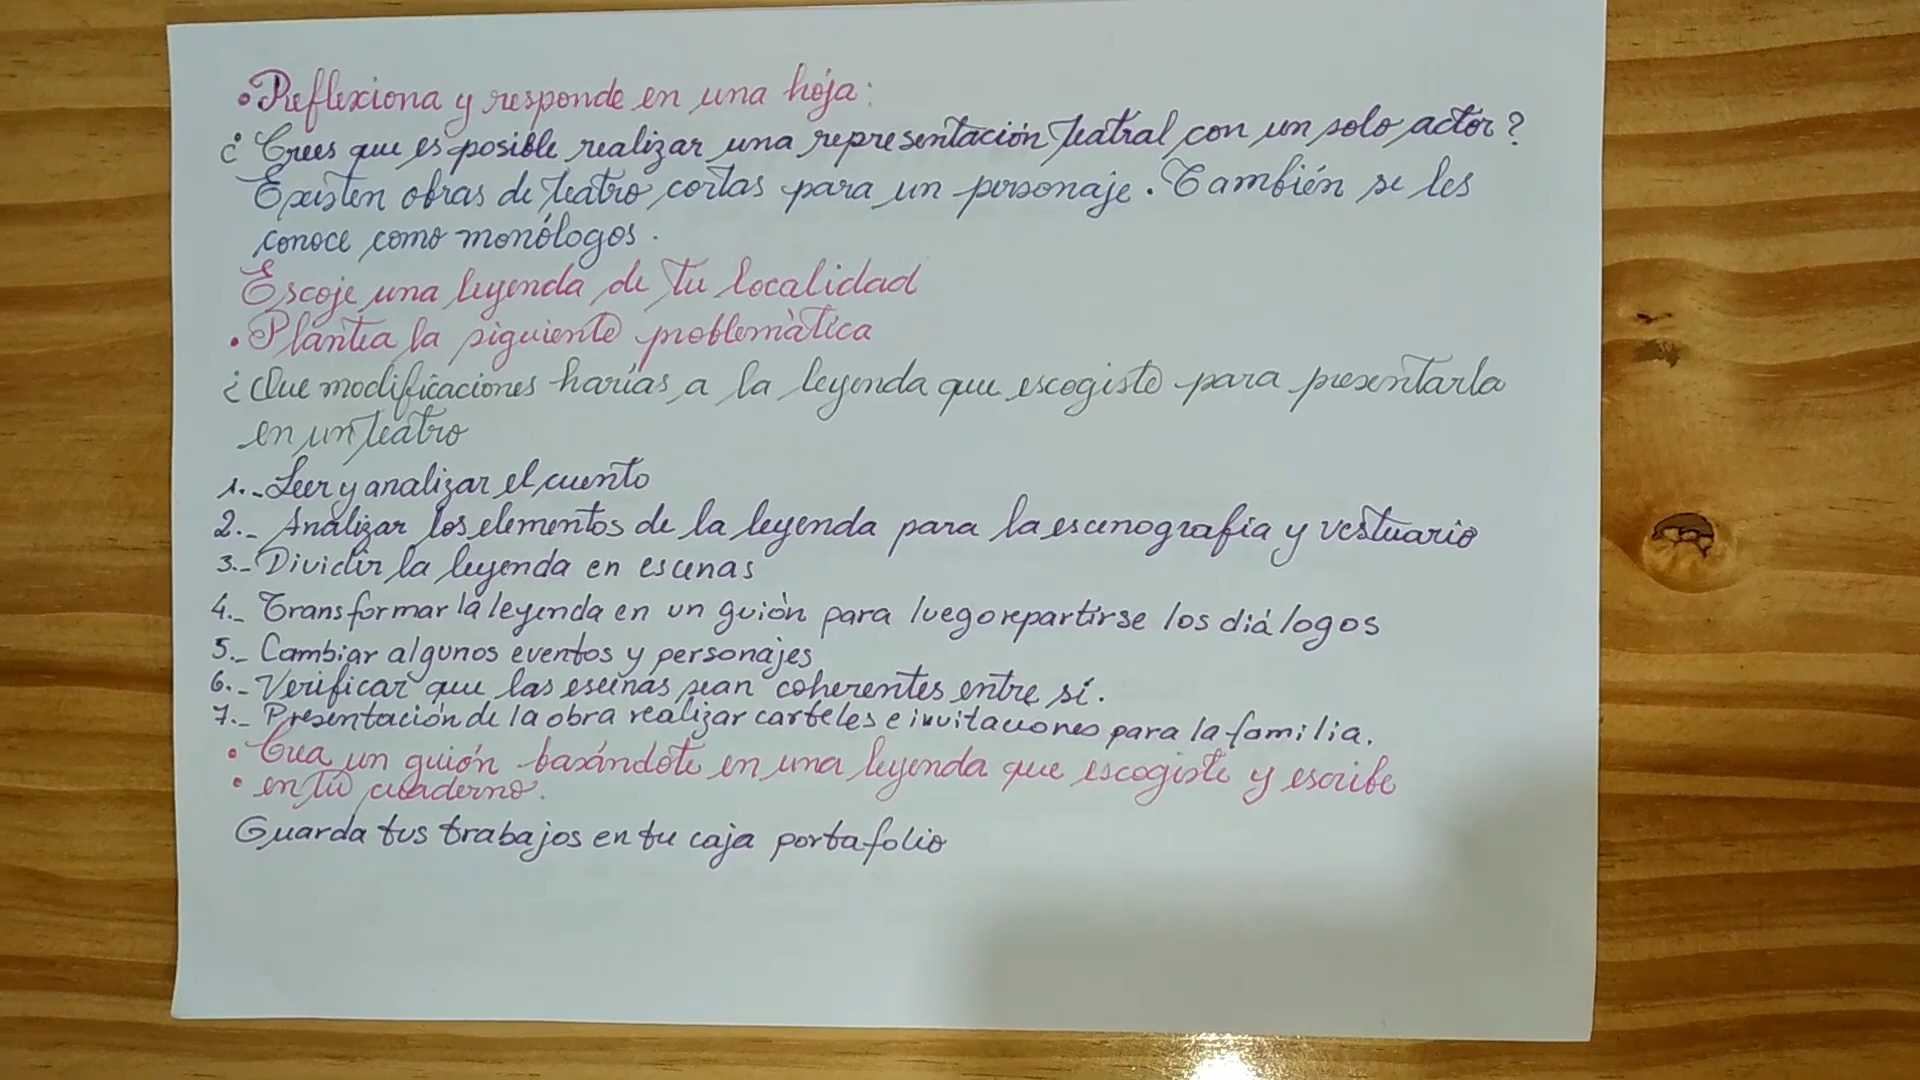 • Reflexiona y responde en una hoja:
¿Crees que es posible realizar una representación teatral con un solo actor?
Existen obras de teatro cortas para un personaje. También se les
conoce como monólogos.
Escoje una leyenda de tu localidad
• Plantea la siguiente problemàtica
¿Que modificaciones harías a la leyenda que escogiste para presentarla
en un teatro
1.- Leer y analizar el cuento
2.- Analizar los elementos de la leyenda para la escenografía y vestuario
3.- Dividir la leyenda en escenas
4.- Transformar la leyenda en un guiòn para luego repartirse los diálogos
5.- Cambiar algunos eventos y personajes
6.- Verificar que las escenas sean coherentes entre sí.
7.- Presentación de la obra realizar carteles e invitaciones para la familia.
• Crea un guión basándote en una leyenda que escogiste y escribe
• en tú cuaderno.
Guarda tus trabajos en tu caja portafolio